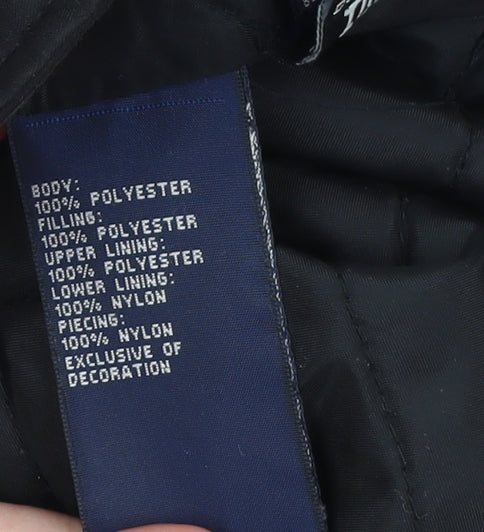 BODY:
100% POLYESTER
FILLING:
100% POLYESTER
UPPER LINING:
100% POLYESTER
LOWER LINING:
100% NYLON
PIECING:
100% NYLON
EXCLUSIVE OF
DECORATION